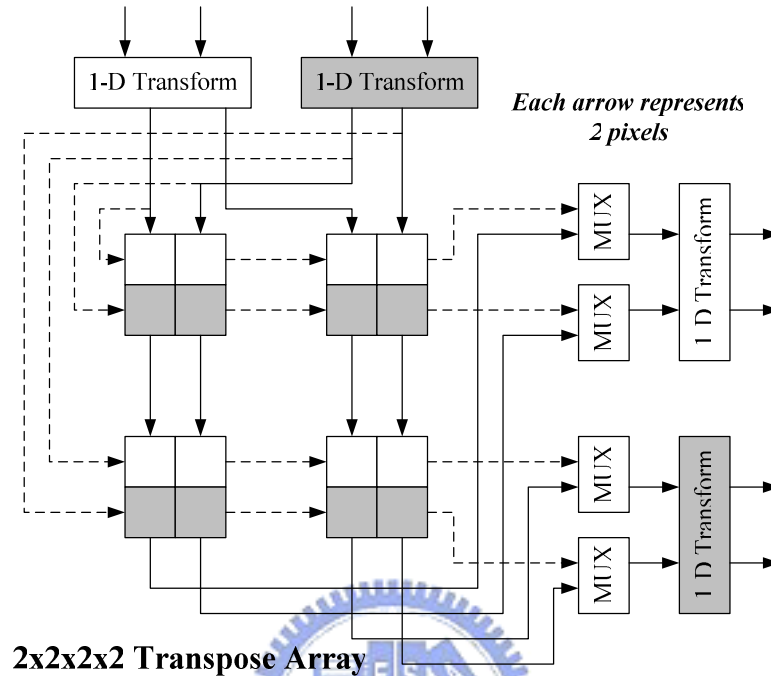 1-D Transform
1-D Transform
Each arrow represents
2 pixels
MUX
MUX
1 D Transform
MUX
MUX
1 D Transform
2x2x2x2 Transpose Array